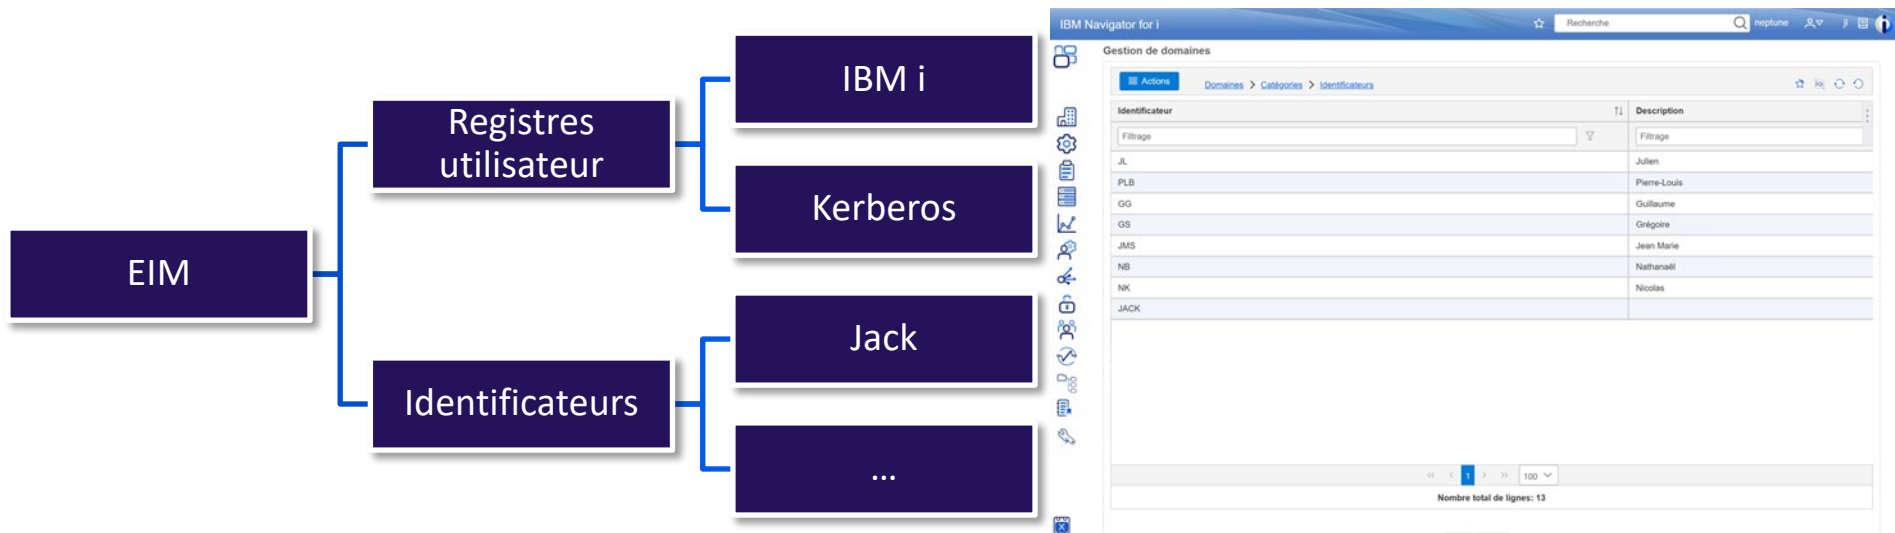 EIM
Registres
utilisateur
Identificateurs
IBM i
Kerberos
Jack
...
IBM Navigator for i
Recherche
neptune
jl
Gestion de domaines
Actions
Domaines > Catégories > Identificateurs
Identificateur
Description
Filtrage
Filtrage
JL
Julien
PLB
Pierre-Louis
GG
Guillaume
GS
Grégoire
JMS
Jean Marie
NB
Nathanaël
NK
Nicolas
JACK
« < 1 > » 100
Nombre total de lignes: 13